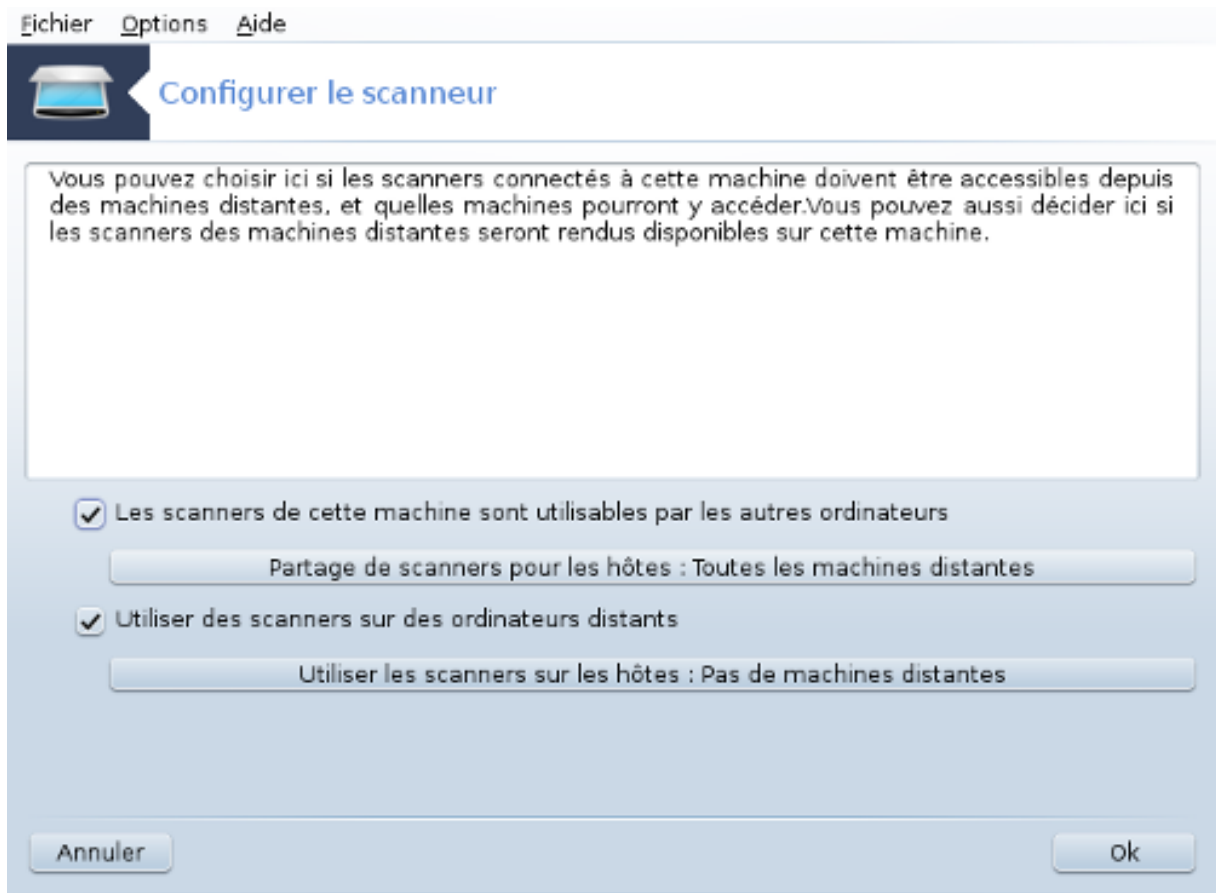 Fichier Options Aide
Configurer le scanneur
Vous pouvez choisir ici si les scanners connectés à cette machine doivent être accessibles depuis
des machines distantes, et quelles machines pourront y accéder.Vous pouvez aussi décider ici si
les scanners des machines distantes seront rendus disponibles sur cette machine.
Les scanners de cette machine sont utilisables par les autres ordinateurs
Partage de scanners pour les hôtes : Toutes les machines distantes
Utiliser des scanners sur des ordinateurs distants
Utiliser les scanners sur les hôtes : Pas de machines distantes
Annuler Ok